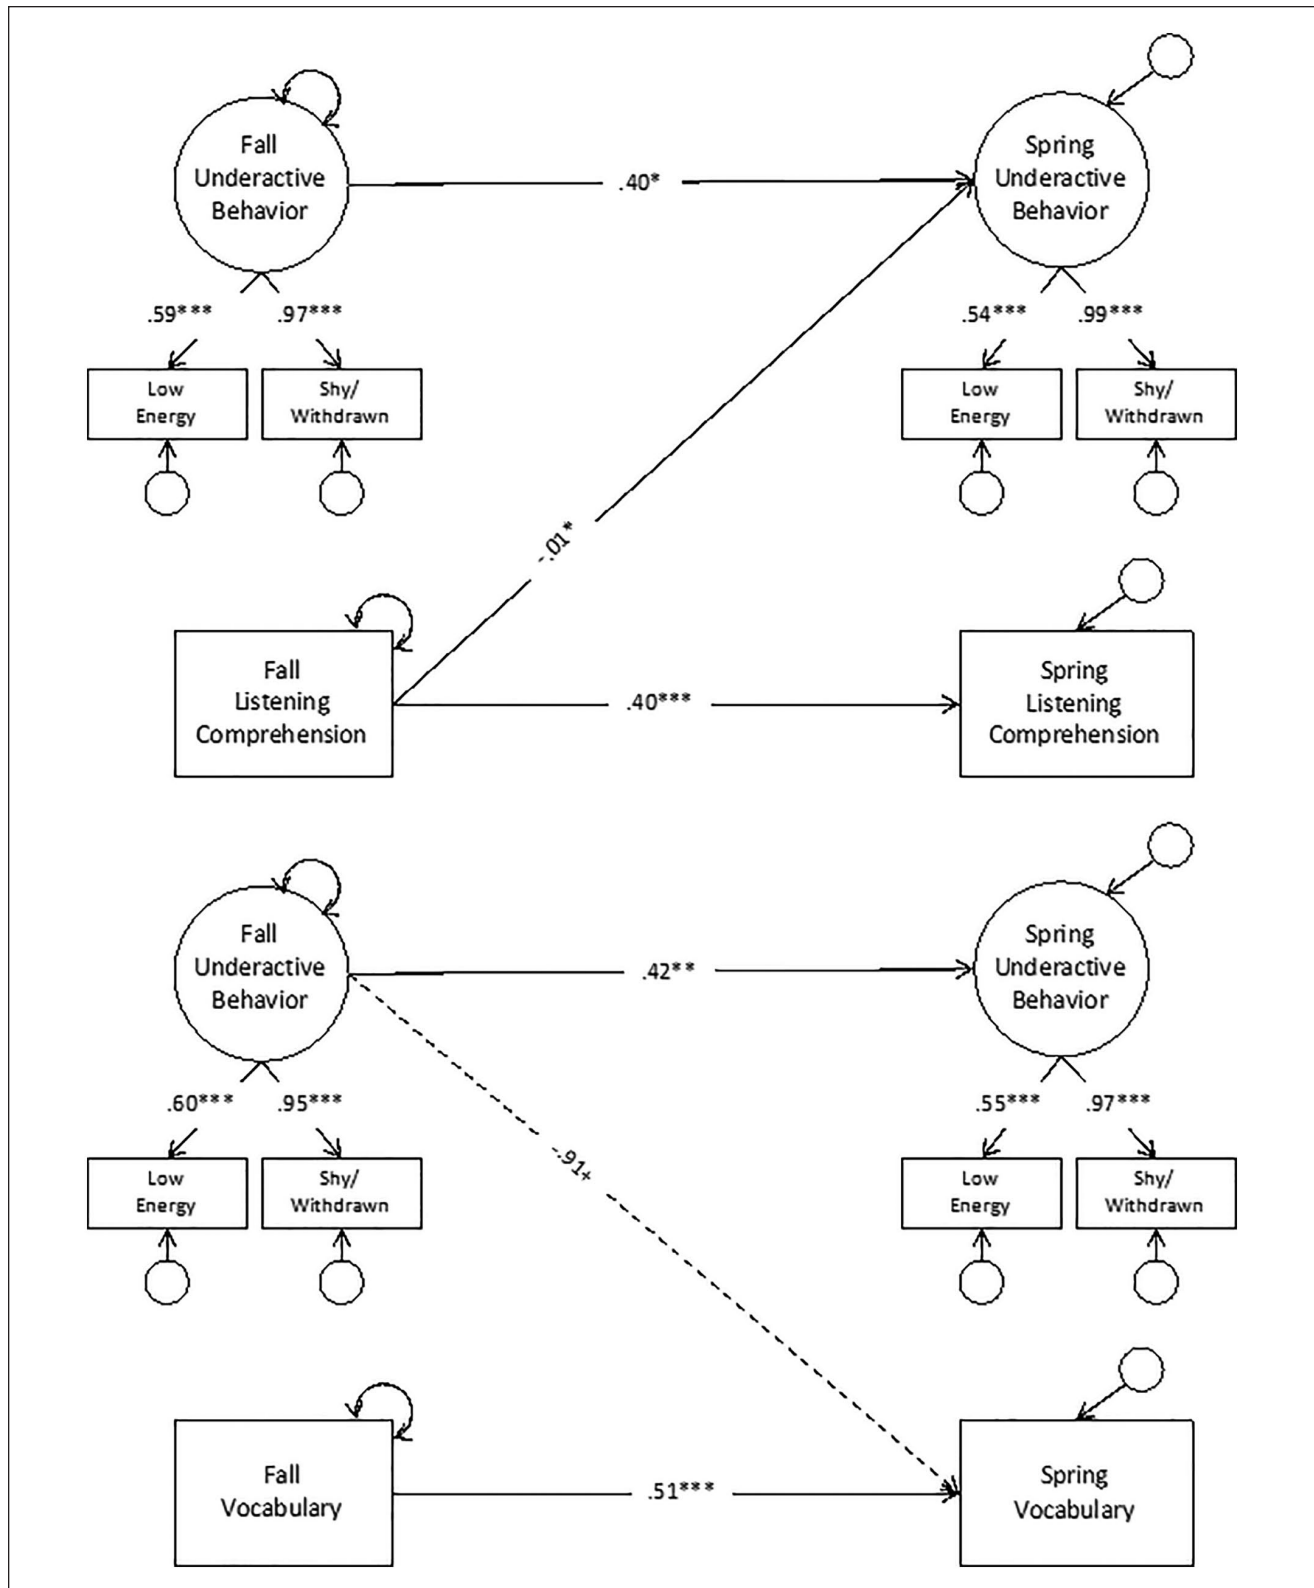 Fall
Underactive
Behavior
.40*
Spring
Underactive
Behavior
.59***
.97***
.54***
.99***
Low
Energy
Shy/
Withdrawn
Low
Energy
Shy/
Withdrawn
-.01*
Fall
Listening
Comprehension
.40***
Spring
Listening
Comprehension
Fall
Underactive
Behavior
.42**
Spring
Underactive
Behavior
.60***
.95***
.55***
.97***
Low
Energy
Shy/
Withdrawn
Low
Energy
Shy/
Withdrawn
-.91+
Fall
Vocabulary
.51***
Spring
Vocabulary